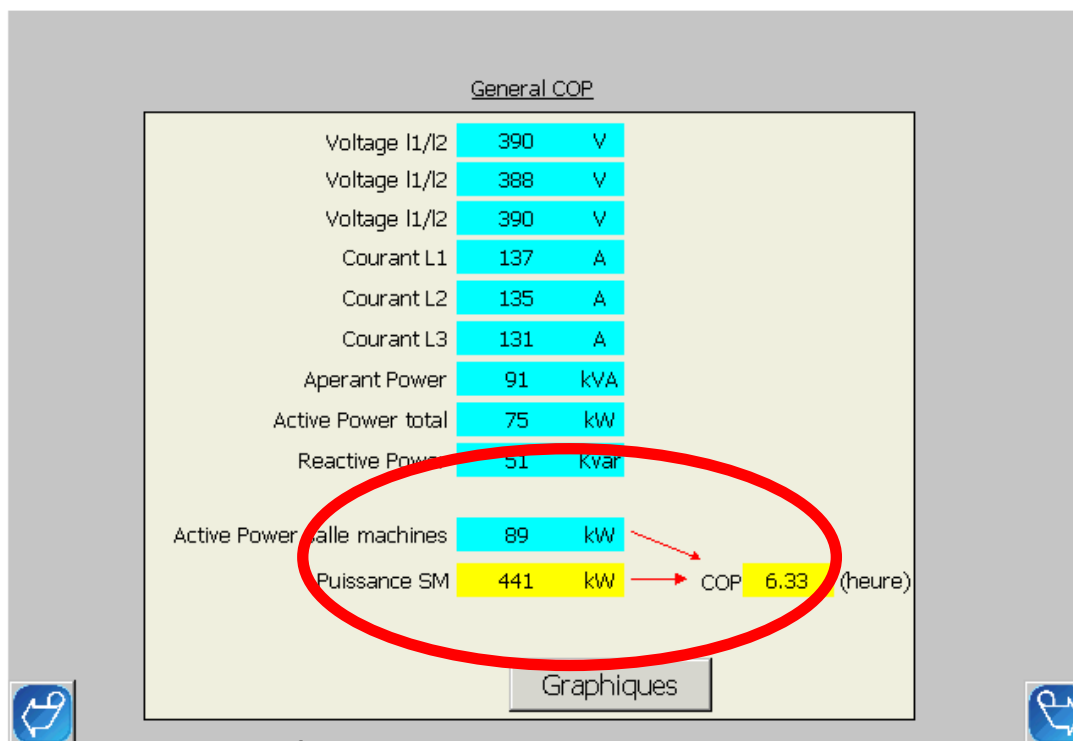 General COP
Voltage l1/l2 390 V
Voltage l1/l2 388 V
Voltage l1/l2 390 V
Courant L1 137 A
Courant L2 135 A
Courant L3 131 A
Aperant Power 91 kVA
Active Power total 75 kW
Reactive Power 51 Kvar
Active Power salle machines 89 kW
Puissance SM 441 kW COP 6.33 (heure)
Graphiques